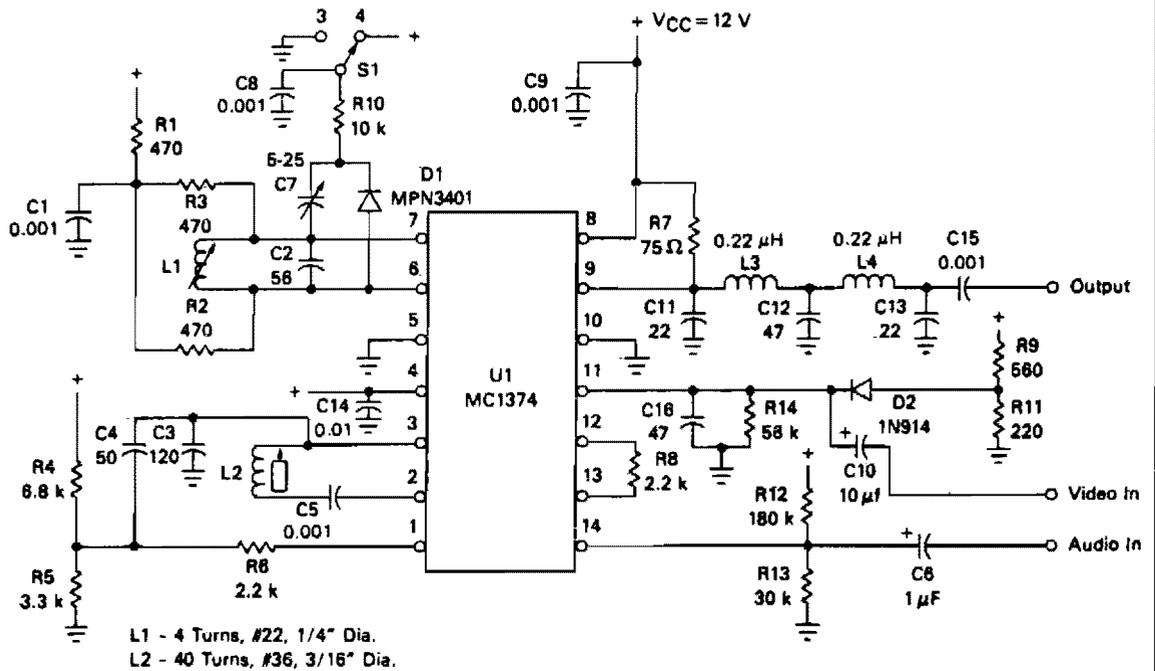 3 4
+ V_CC = 12 V
+
S1
C8
0.001
C9
0.001
+
R1
470
R10
10 k
5-25
C7
D1
MPN3401
C1
0.001
R3
470
7
8
R7
75 Ω
0.22 µH
L3
0.22 µH
L4
C15
0.001
L1
C2
56
6
9
Output
R2
470
C11
22
C12
47
C13
22
5
10
+
R9
560
U1
MC1374
4
11
+
C14
0.01
+
C16
47
R14
56 k
D2
1N914
R11
220
C4
50
C3
120
3
12
R4
6.8 k
L2
R8
2.2 k
+
+
C10
10 µf
2
13
Video In
C5
0.001
R12
180 k
1
14
+
Audio In
R5
3.3 k
R6
2.2 k
R13
30 k
C6
1 µF
L1 - 4 Turns, #22, 1/4" Dia.
L2 - 40 Turns, #36, 3/16" Dia.